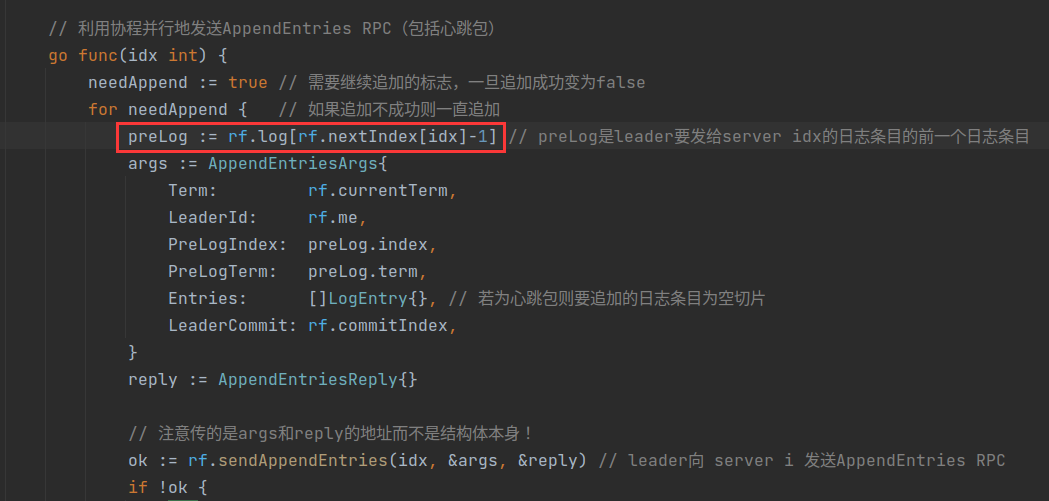 // 利用协程并行地发送AppendEntries RPC（包括心跳包）
go func(idx int) {
needAppend := true // 需要继续追加的标志，一旦追加成功变为false
for needAppend { // 如果追加不成功则一直追加
preLog := rf.log[rf.nextIndex[idx]-1] // preLog是leader要发给server idx的日志条目的前一个日志条目
args := AppendEntriesArgs{
Term: rf.currentTerm,
LeaderId: rf.me,
PreLogIndex: preLog.index,
PreLogTerm: preLog.term,
Entries: []LogEntry{}, // 若为心跳包则要追加的日志条目为空切片
LeaderCommit: rf.commitIndex,
}
reply := AppendEntriesReply{}
// 注意传的是args和reply的地址而不是结构体本身！
ok := rf.sendAppendEntries(idx, &args, &reply) // leader向 server i 发送AppendEntries RPC
if !ok {